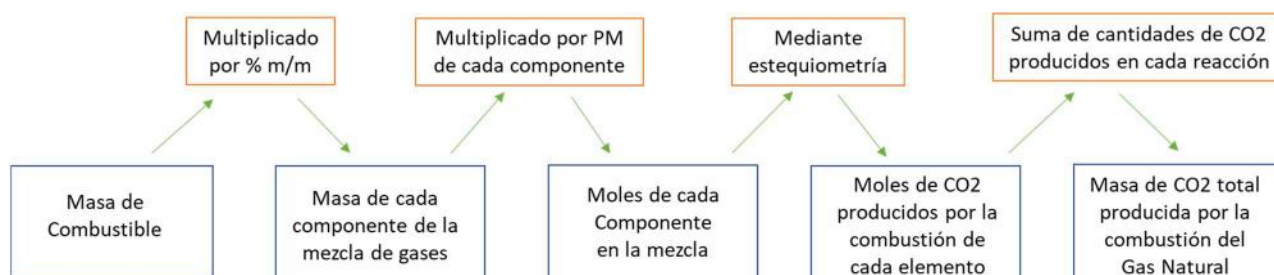 Multiplicado
por % m/m
Multiplicado por PM
de cada componente
Mediante
estequiometría
Suma de cantidades de CO2
producidos en cada reacción
Masa de
Combustible
Masa de cada
componente de la
mezcla de gases
Moles de cada
Componente
en la mezcla
Moles de CO2
producidos por la
combustión de
cada elemento
Masa de CO2 total
producida por la
combustión del
Gas Natural